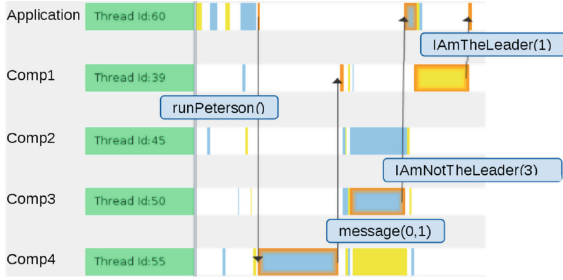 Application
Thread Id:60
IAmTheLeader(1)
Comp1
Thread Id:39
runPeterson()
Comp2
Thread Id:45
IAmNotTheLeader(3)
Comp3
Thread Id:50
message(0,1)
Comp4
Thread Id:55